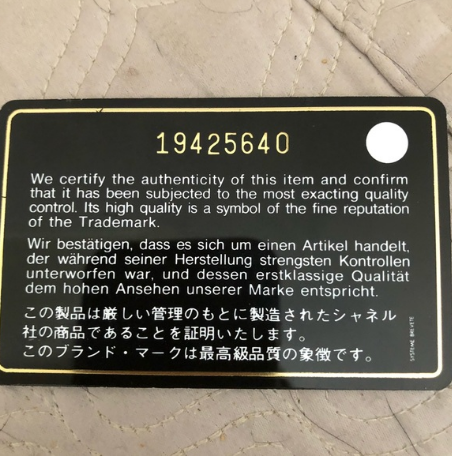 19425640
We certify the authenticity of this item and confirm
that it has been subjected to the most exacting quality
control. Its high quality is a symbol of the fine reputation
of the Trademark.
Wir bestätigen, dass es sich um einen Artikel handelt,
der während seiner Herstellung strengsten Kontrollen
unterworfen war, und dessen erstklassige Qualität
dem hohen Ansehen unserer Marke entspricht.
この製品は厳しい管理のもとに製造されたシャネル
社の商品であることを証明いたします。
このブランド・マークは最高級品質の象徴です。
SYSTEME BREVETE